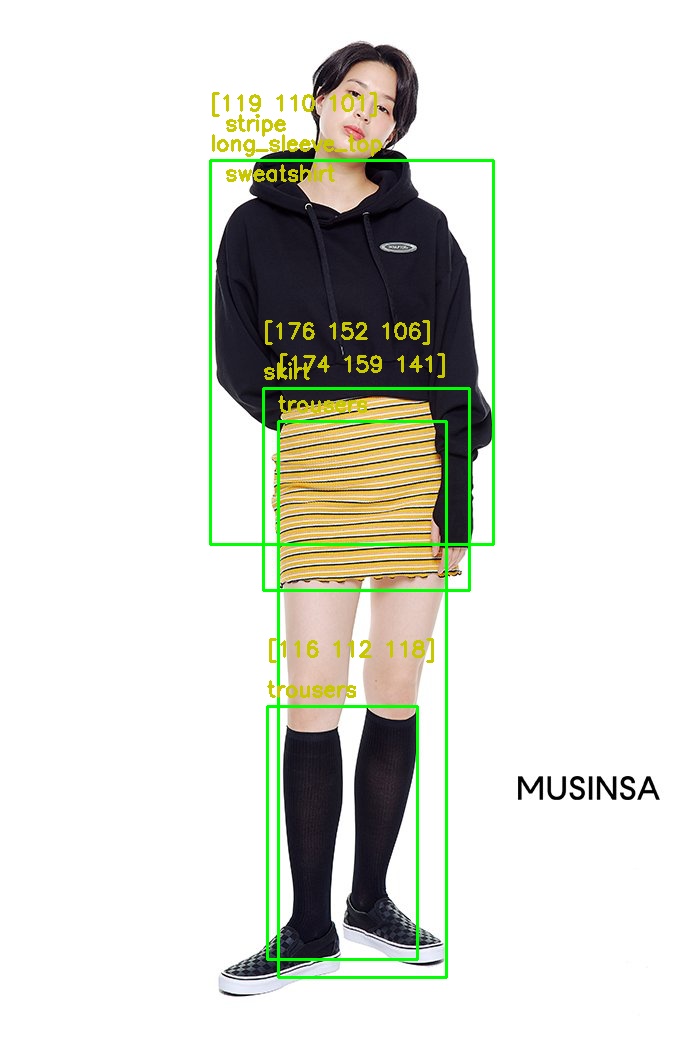 [119 110 101]
stripe
long_sleeve_top
sweatshirt
[176 152 106]
[174 159 141]
skirt
trousers
[116 112 118]
trousers
MUSINSA